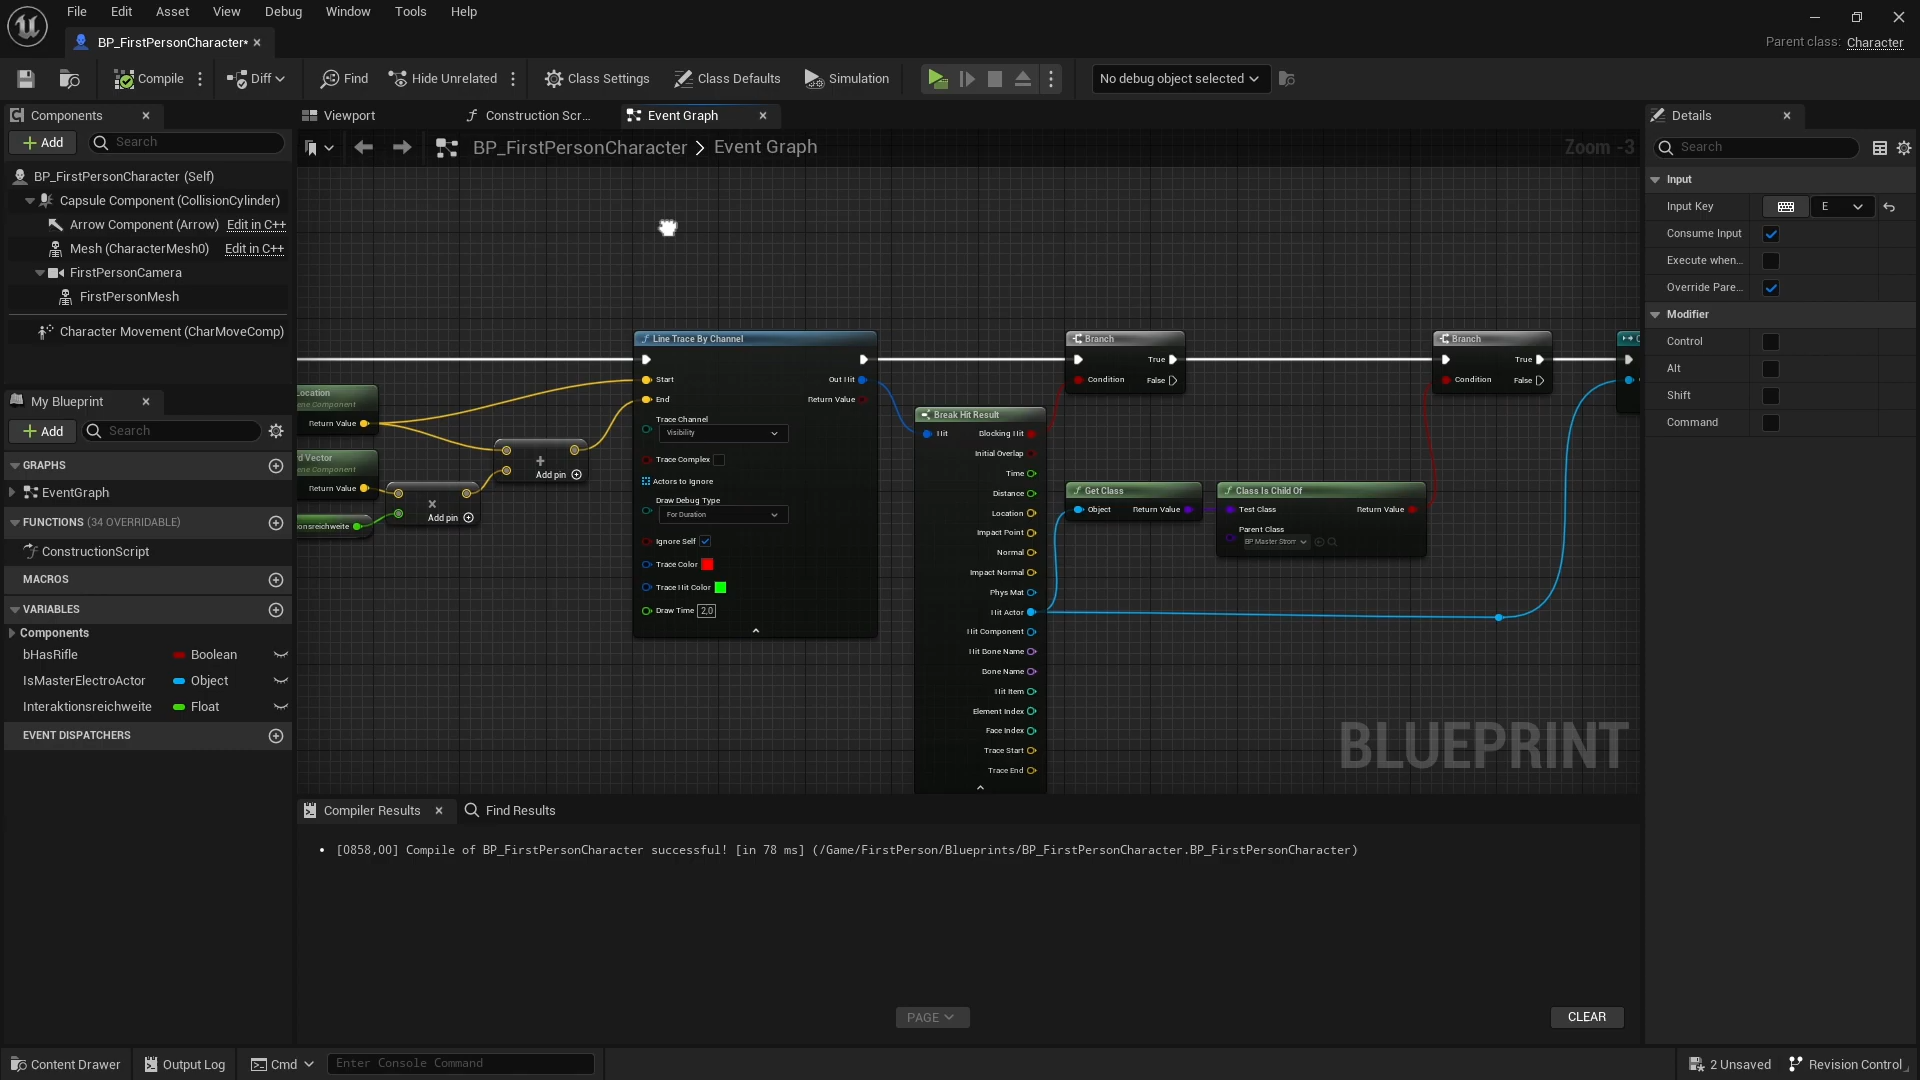 File Edit Asset View Debug Window Tools Help
BP_FirstPersonCharacter*
Parent class: Character
Compile
Diff
Find
Hide Unrelated
Class Settings
Class Defaults
Simulation
No debug object selected
Components
Add
Search
BP_FirstPersonCharacter (Self)
Capsule Component (CollisionCylinder)
Arrow Component (Arrow) Edit in C++
Mesh (CharacterMesh0) Edit in C++
FirstPersonCamera
FirstPersonMesh
Character Movement (CharMoveComp)
My Blueprint
Add
Search
GRAPHS
EventGraph
FUNCTIONS (34 OVERRIDABLE)
ConstructionScript
MACROS
VARIABLES
Components
bHasRifle Boolean
IsMasterElectroActor Object
Interaktionsreichweite Float
EVENT DISPATCHERS
Viewport
Construction Scr...
Event Graph
BP_FirstPersonCharacter > Event Graph
Zoom -3
Return Value
Return Value
Add pin
Add pin
Line Trace By Channel
Start
Out Hit
End
Return Value
Trace Channel
Visibility
Trace Complex
Actors to Ignore
Draw Debug Type
For Duration
Ignore Self
Trace Color
Trace Hit Color
Draw Time 2,0
Break Hit Result
Hit
Blocking Hit
Initial Overlap
Time
Distance
Location
Impact Point
Normal
Impact Normal
Phys Mat
Hit Actor
Hit Component
Hit Bone Name
Bone Name
Hit Item
Element Index
Face Index
Trace Start
Trace End
Branch
True
Condition
False
Get Class
Object
Return Value
Class Is Child Of
Test Class
Return Value
Parent Class
BP Master Strom
Branch
True
Condition
False
BLUEPRINT
Compiler Results
Find Results
[0858,00] Compile of BP_FirstPersonCharacter successful! [in 78 ms] (/Game/FirstPerson/Blueprints/BP_FirstPersonCharacter.BP_FirstPersonCharacter)
PAGE
CLEAR
Details
Search
Input
Input Key E
Consume Input
Execute when...
Override Pare...
Modifier
Control
Alt
Shift
Command
Content Drawer
Output Log
Cmd
Enter Console Command
2 Unsaved
Revision Control